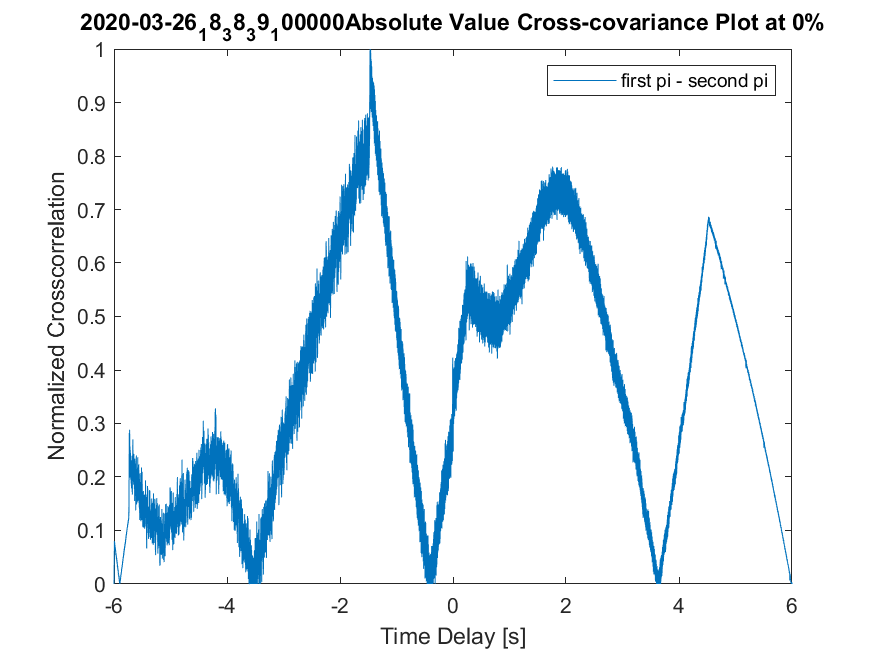 2020-03-26₁8₃8₃9₁00000Absolute Value Cross-covariance Plot at 0%
first pi - second pi
1
0.9
0.8
0.7
0.6
0.5
0.4
0.3
0.2
0.1
0
Normalized Crosscorrelation
-6 -4 -2 0 2 4 6
Time Delay [s]